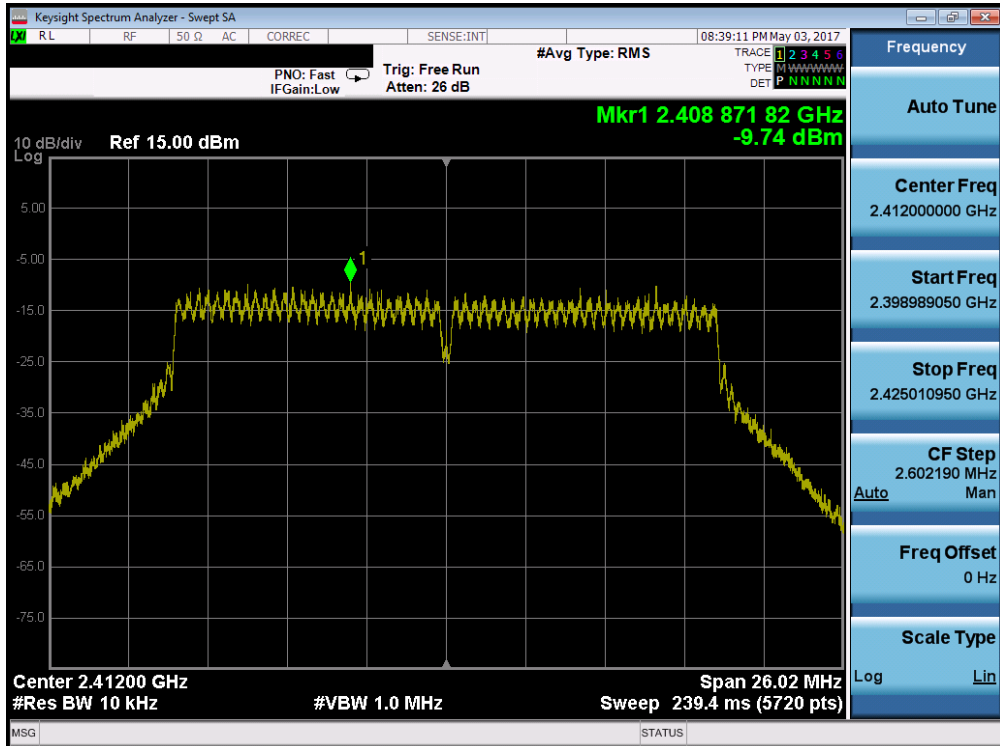 Keysight Spectrum Analyzer - Swept SA
LXI RL RF 50 Ω AC CORREC SENSE:INT 08:39:11 PM May 03, 2017
#Avg Type: RMS TRACE 1 2 3 4 5 6
PNO: Fast Trig: Free Run TYPE M WWWWW
IFGain:Low Atten: 26 dB DET P N N N N N
Mkr1 2.408 871 82 GHz
-9.74 dBm
10 dB/div Ref 15.00 dBm
Log
1
5.00
-5.00
-15.0
-25.0
-35.0
-45.0
-55.0
-65.0
-75.0
Center 2.41200 GHz Span 26.02 MHz
#Res BW 10 kHz #VBW 1.0 MHz Sweep 239.4 ms (5720 pts)
MSG STATUS
Frequency
Auto Tune
Center Freq
2.412000000 GHz
Start Freq
2.398989050 GHz
Stop Freq
2.425010950 GHz
CF Step
2.602190 MHz
Auto Man
Freq Offset
0 Hz
Scale Type
Log Lin